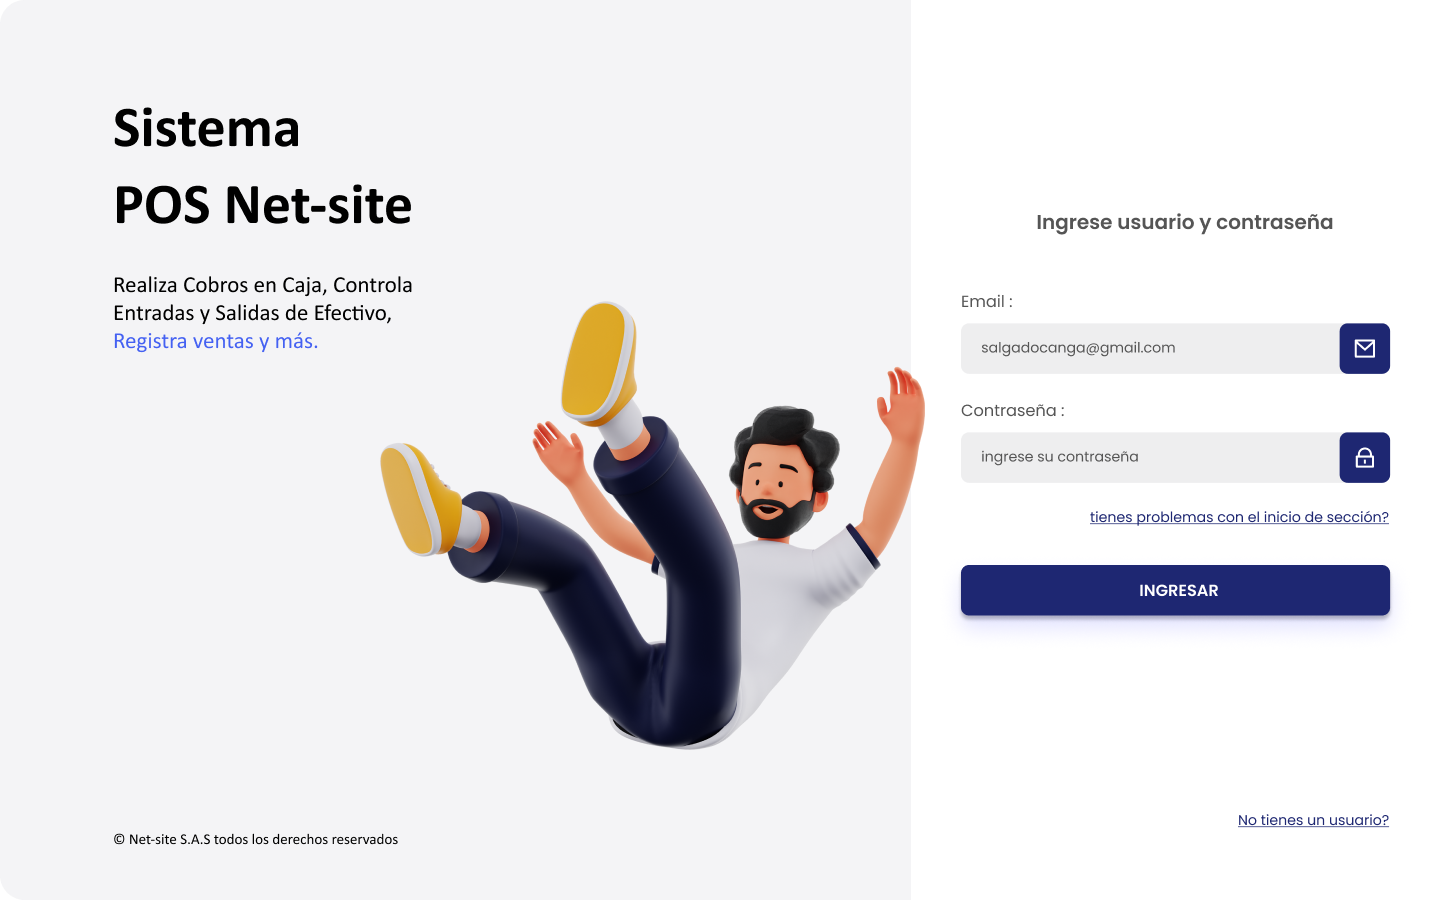 Sistema
POS Net-site
Realiza Cobros en Caja, Controla
Entradas y Salidas de Efectivo,
Registra ventas y más.
© Net-site S.A.S todos los derechos reservados
Ingrese usuario y contraseña
Email :
salgadocanga@gmail.com
Contraseña :
ingrese su contraseña
tienes problemas con el inicio de sección?
INGRESAR
No tienes un usuario?